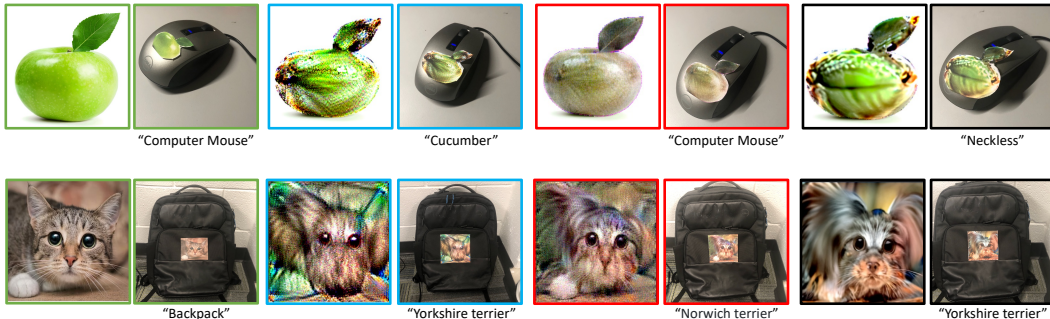 "Computer Mouse" "Cucumber" "Computer Mouse" "Neckless"
"Backpack" "Yorkshire terrier" "Norwich terrier" "Yorkshire terrier"